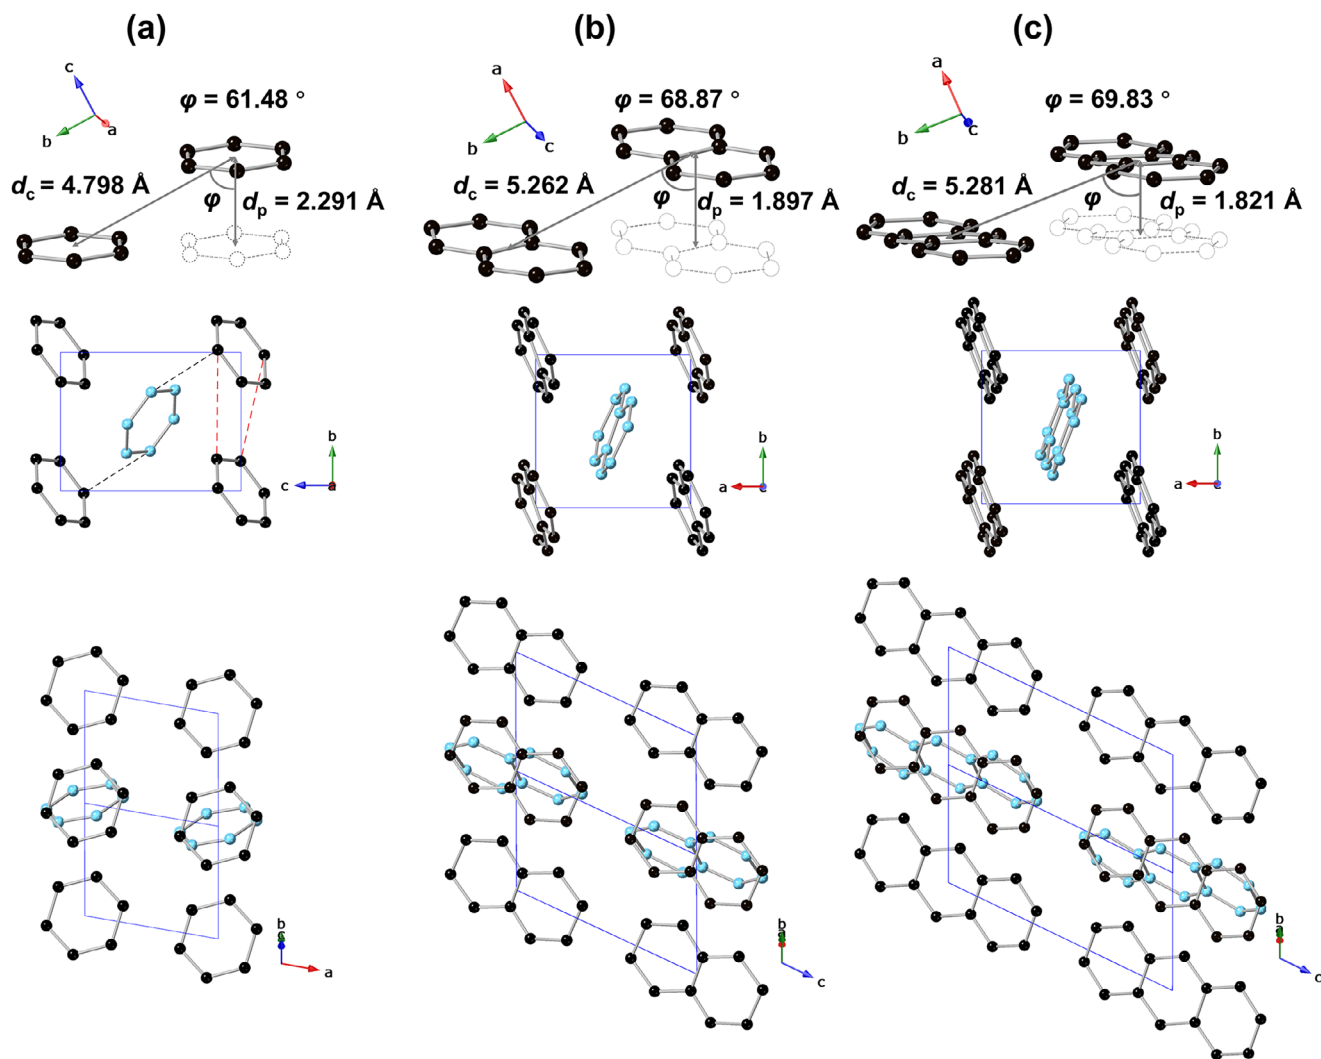 (a) (b) (c)
c
b
a
φ = 61.48 °
d_c = 4.798 Å
φ
d_p = 2.291 Å
a
b
c
φ = 68.87 °
d_c = 5.262 Å
φ
d_p = 1.897 Å
a
b
c
φ = 69.83 °
d_c = 5.281 Å
φ
d_p = 1.821 Å
b
c
a
b
a
c
b
a
c
b
c
a
b
a
c
b
a
c